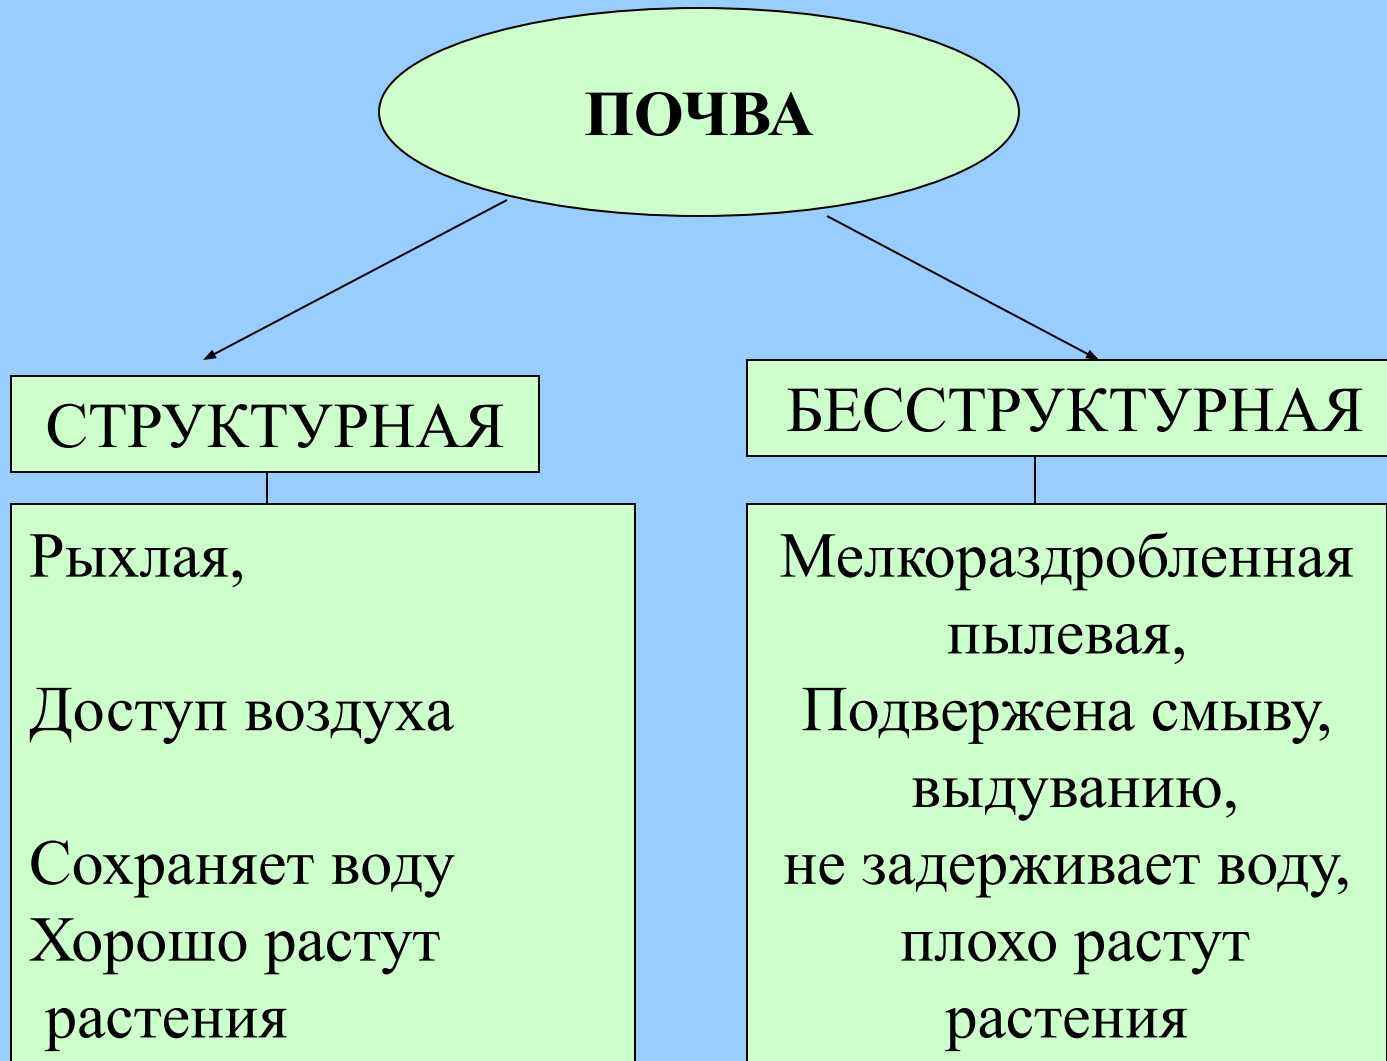 ПОЧВА
СТРУКТУРНАЯ
Рыхлая,
Доступ воздуха
Сохраняет воду
Хорошо растут
растения
БЕССТРУКТУРНАЯ
Мелкораздробленная
пылевая,
Подвержена смыву,
выдуванию,
не задерживает воду,
плохо растут
растения